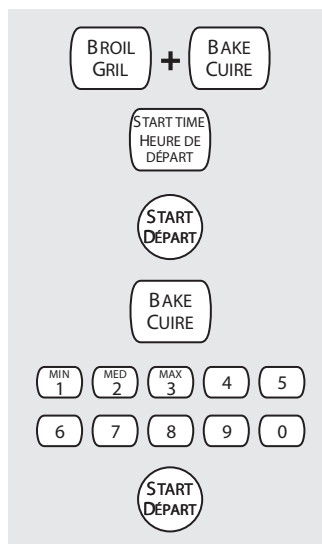 BROIL + BAKE
GRIL CUIRE
START TIME
HEURE DE
DÉPART
START
DÉPART
BAKE
CUIRE
MIN MED MAX
1 2 3 4 5
6 7 8 9 0
START
DÉPART